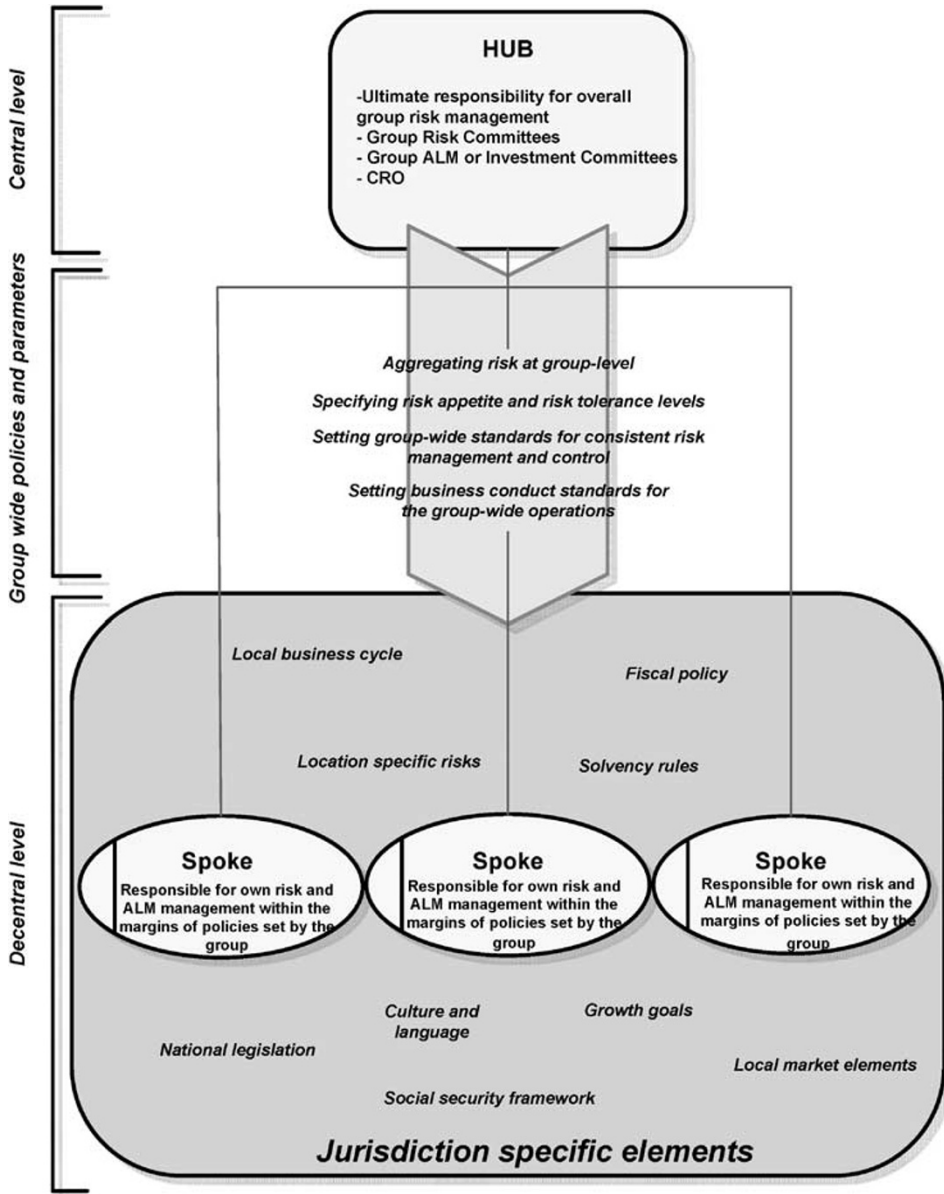 Central level
HUB
-Ultimate responsibility for overall
group risk management
- Group Risk Committees
- Group ALM or Investment Committees
- CRO
Group wide policies and parameters
Aggregating risk at group-level
Specifying risk appetite and risk tolerance levels
Setting group-wide standards for consistent risk
management and control
Setting business conduct standards for
the group-wide operations
Decentral level
Local business cycle
Fiscal policy
Location specific risks
Solvency rules
Spoke
Responsible for own risk and
ALM management within the
margins of policies set by the
group
Spoke
Responsible for own risk and
ALM management within the
margins of policies set by the
group
Spoke
Responsible for own risk and
ALM management within the
margins of policies set by the
group
Culture and
language
Growth goals
National legislation
Local market elements
Social security framework
Jurisdiction specific elements